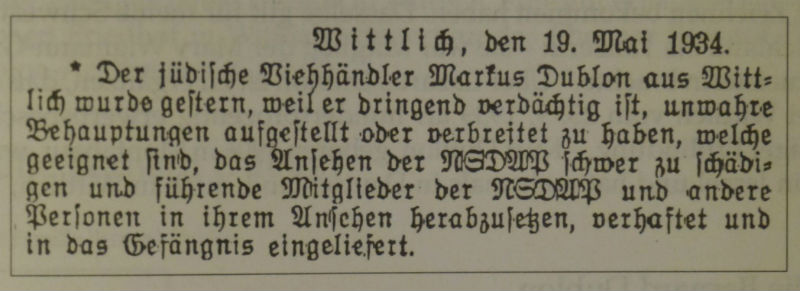 Wittlich, den 19. Mai 1934.
* Der jüdische Viehhändler Markus Dublon aus Witt-
lich wurde gestern, weil er dringend verdächtig ist, unwahre
Behauptungen aufgestellt oder verbreitet zu haben, welche
geeignet sind, das Ansehen der NSDAP schwer zu schädi-
gen und führende Mitglieder der NSDAP und andere
Personen in ihrem Ansehen herabzusetzen, verhaftet und
in das Gefängnis eingeliefert.